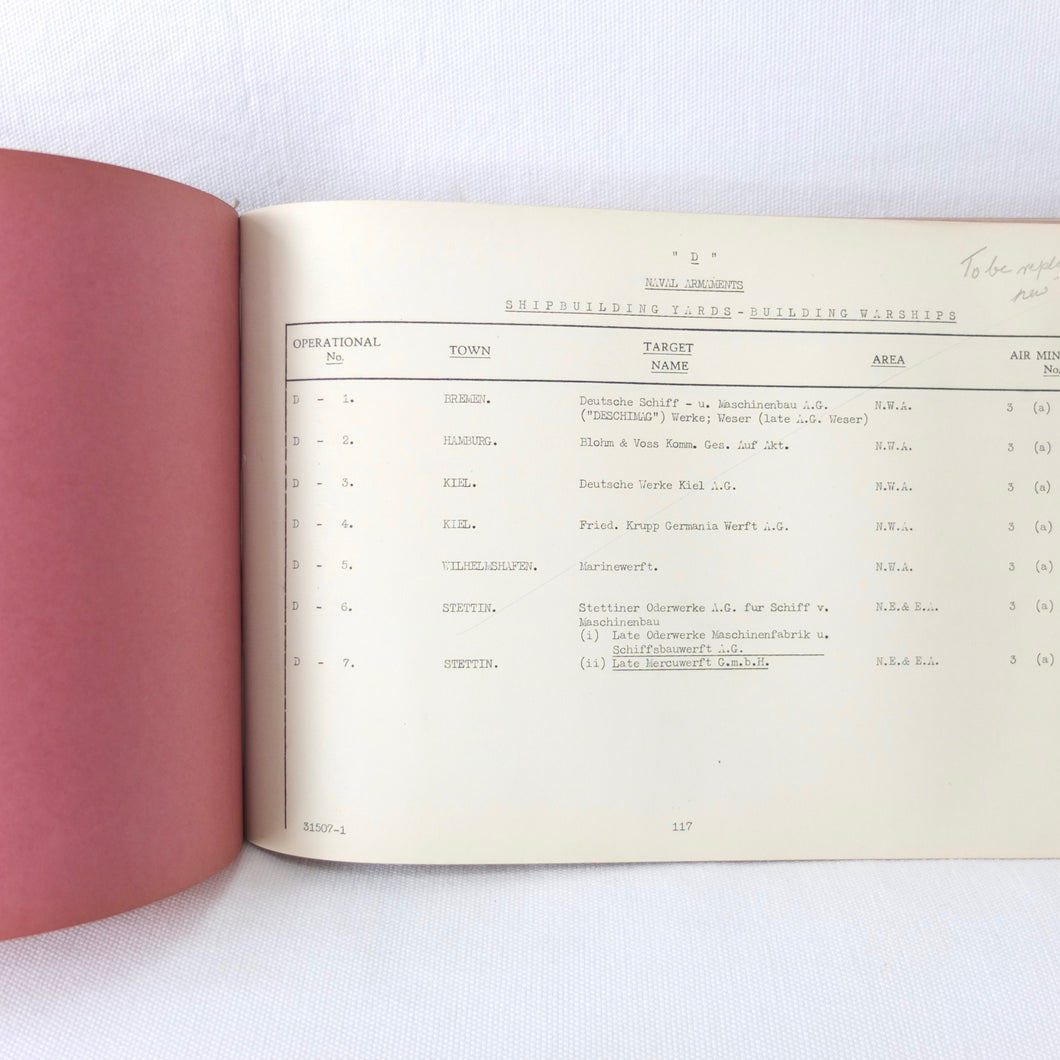 " D "
To be
NAVAL ARMAMENTS
new
SHIPBUILDING YARDS - BUILDING WARSHIPS
OPERATIONAL No. TOWN TARGET NAME AREA AIR MIN No.
D - 1. BREMEN. Deutsche Schiff - u. Maschinenbau A.G. N.W.A. 3 (a)
("DESCHIMAG") Werke; Weser (late A.G. Weser)
D - 2. HAMBURG. Blohm & Voss Komm. Ges. Auf Akt. N.W.A. 3 (a)
D - 3. KIEL. Deutsche Werke Kiel A.G. N.W.A. 3 (a)
D - 4. KIEL. Fried. Krupp Germania Werft A.G. N.W.A. 3 (a)
D - 5. WILHELMSHAFEN. Marinewerft. N.W.A. 3 (a)
D - 6. STETTIN. Stettiner Oderwerke A.G. fur Schiff v. N.E.& E.A. 3 (a)
Maschinenbau
(i) Late Oderwerke Maschinenfabrik u.
Schiffsbauwerft A.G.
D - 7. STETTIN. (ii) Late Mercuwerft G.m.b.H. N.E.& E.A. 3 (a)
31507-1 117